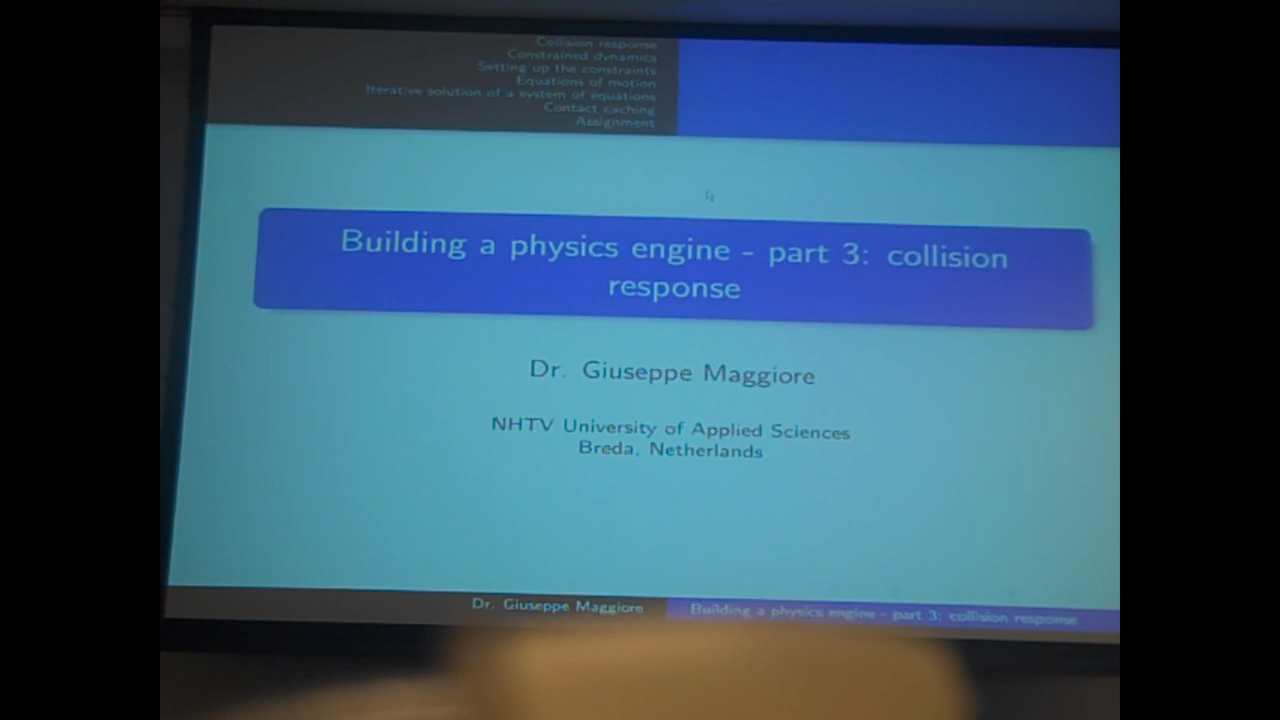 Collision response
Constrained dynamics
Setting up the constraints
Equations of motion
Iterative solution of a system of equations
Contact caching
Assignment
Building a physics engine - part 3: collision
response
Dr. Giuseppe Maggiore
NHTV University of Applied Sciences
Breda, Netherlands
Dr. Giuseppe Maggiore
Building a physics engine - part 3: collision response